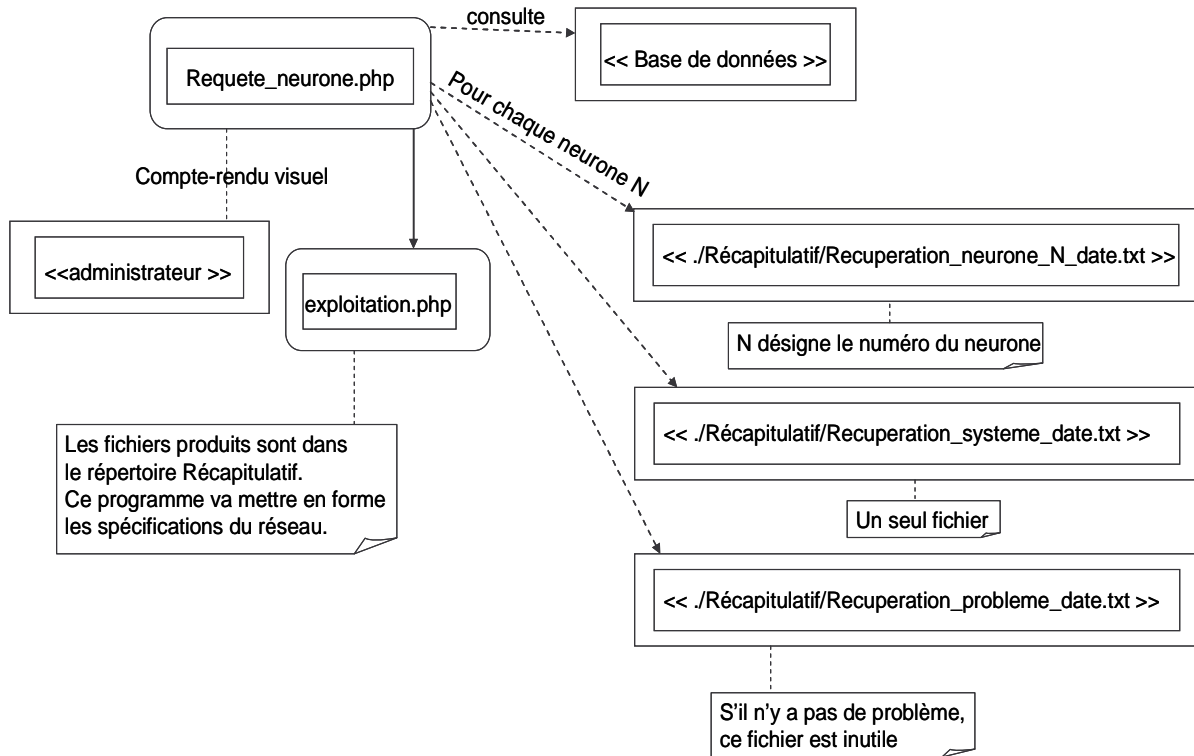 consulte
Requete_neurone.php
<< Base de données >>
Pour chaque neurone N
Compte-rendu visuel
<<administrateur >>
<< ./Récapitulatif/Recuperation_neurone_N_date.txt >>
exploitation.php
N désigne le numéro du neurone
Les fichiers produits sont dans
le répertoire Récapitulatif.
Ce programme va mettre en forme
les spécifications du réseau.
<< ./Récapitulatif/Recuperation_systeme_date.txt >>
Un seul fichier
<< ./Récapitulatif/Recuperation_probleme_date.txt >>
S'il n'y a pas de problème,
ce fichier est inutile